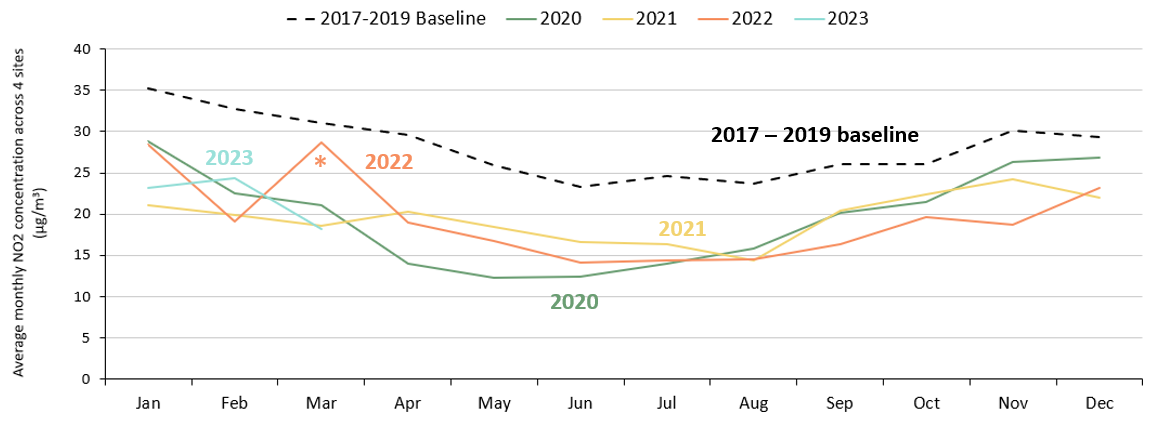 2017-2019 Baseline 2020 2021 2022 2023
Average monthly NO2 concentration across 4 sites
(µg/m³)
40
35
30
25
20
15
10
5
0
2017 – 2019 baseline
2023
*
2022
2021
2020
Jan Feb Mar Apr May Jun Jul Aug Sep Oct Nov Dec